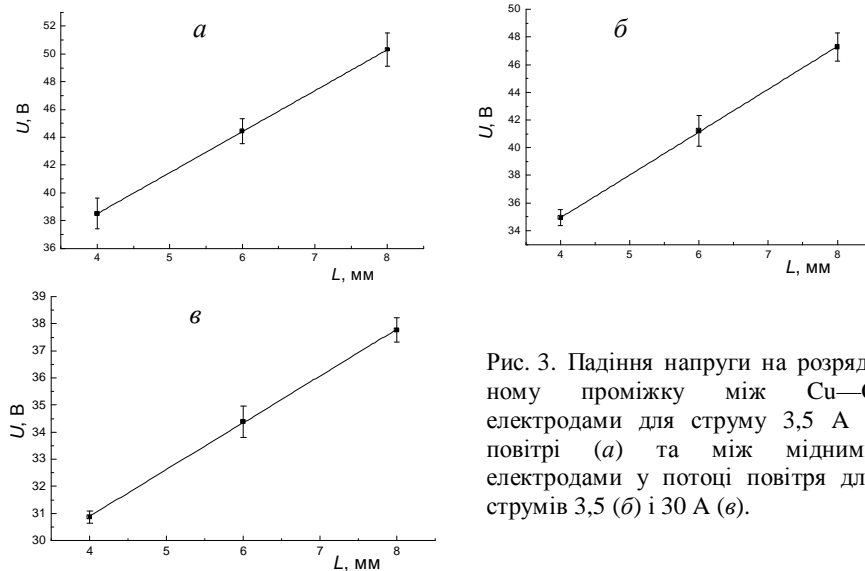 а
52
50
48
46
44
42
40
38
36
U, В
4
5
6
7
8
L, мм
б
50
48
46
44
42
40
38
36
34
U, В
4
5
6
7
8
L, мм
в
39
38
37
36
35
34
33
32
31
30
U, В
4
5
6
7
8
L, мм
Рис. 3. Падіння напруги на розряд-
ному проміжку між
електродами для струму 3,5 А
повітрі (а) та між
електродами у потоці повітря
струмів 3,5 (б) і 30 А (в).